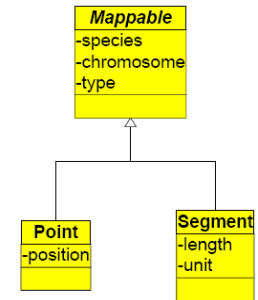 Mappable
-species
-chromosome
-type
Point
-position
Segment
-length
-unit